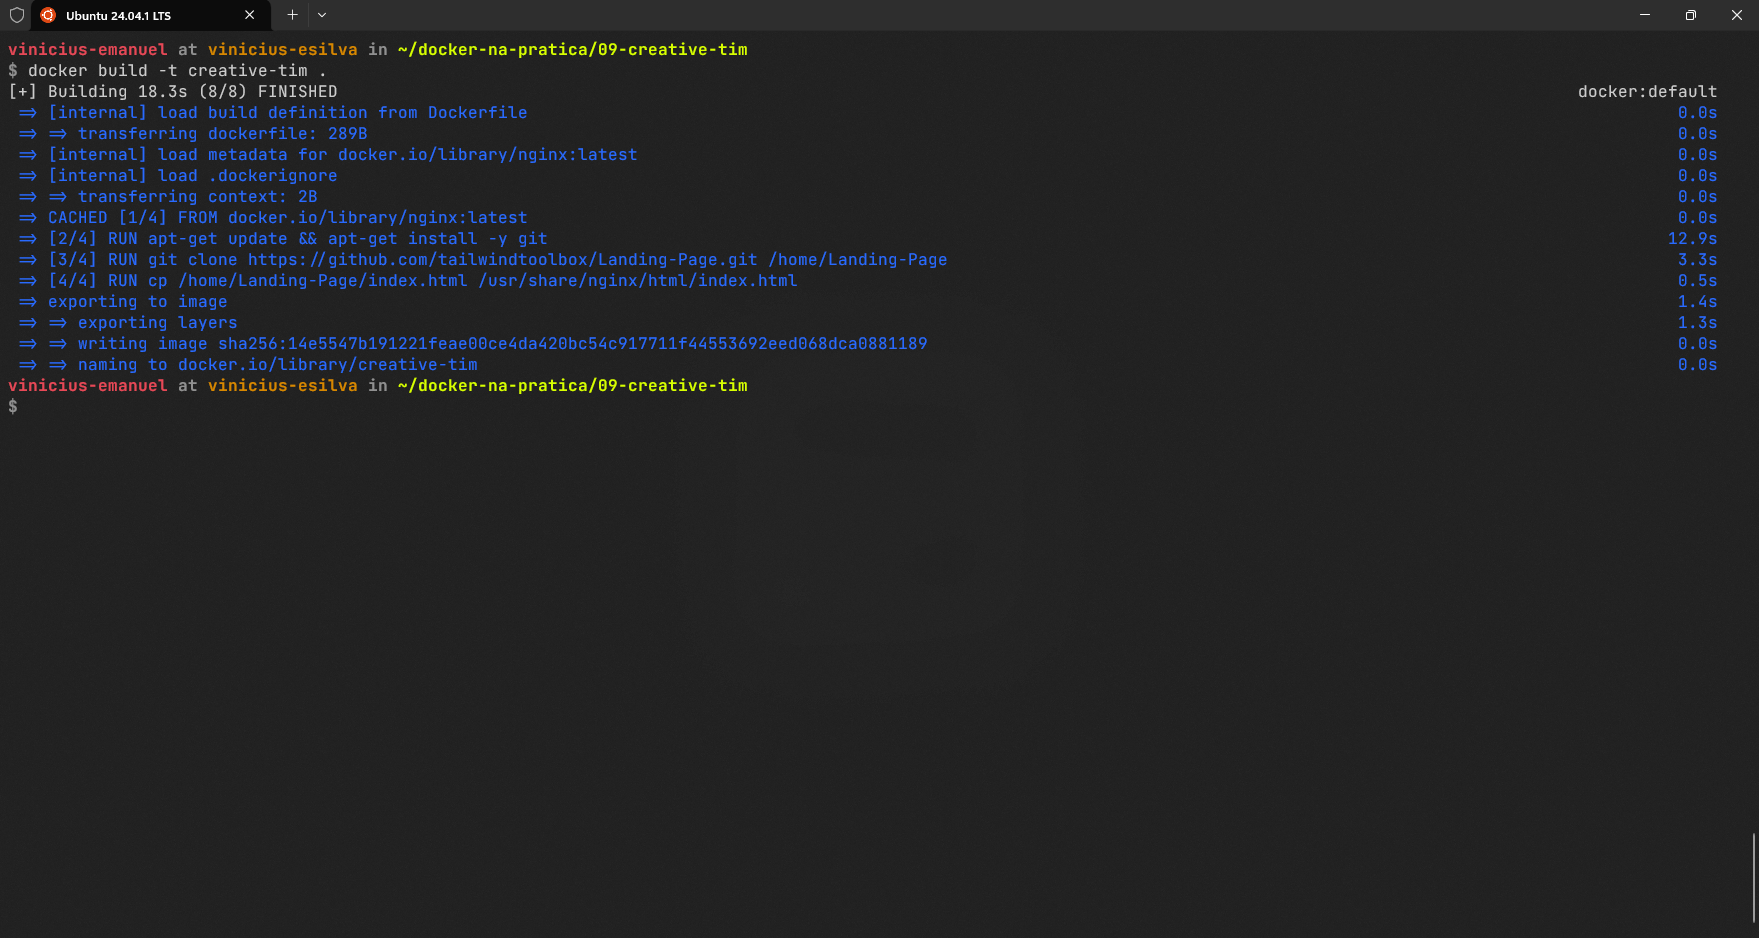 Ubuntu 24.04.1 LTS
vinicius-emanuel at vinicius-esilva in ~/docker-na-pratica/09-creative-tim
$ docker build -t creative-tim .
[+] Building 18.3s (8/8) FINISHED docker:default
=> [internal] load build definition from Dockerfile 0.0s
=> => transferring dockerfile: 289B 0.0s
=> [internal] load metadata for docker.io/library/nginx:latest 0.0s
=> [internal] load .dockerignore 0.0s
=> => transferring context: 2B 0.0s
=> CACHED [1/4] FROM docker.io/library/nginx:latest 0.0s
=> [2/4] RUN apt-get update && apt-get install -y git 12.9s
=> [3/4] RUN git clone https://github.com/tailwindtoolbox/Landing-Page.git /home/Landing-Page 3.3s
=> [4/4] RUN cp /home/Landing-Page/index.html /usr/share/nginx/html/index.html 0.5s
=> exporting to image 1.4s
=> => exporting layers 1.3s
=> => writing image sha256:14e5547b191221feae00ce4da420bc54c917711f44553692eed068dca0881189 0.0s
=> => naming to docker.io/library/creative-tim 0.0s
vinicius-emanuel at vinicius-esilva in ~/docker-na-pratica/09-creative-tim
$